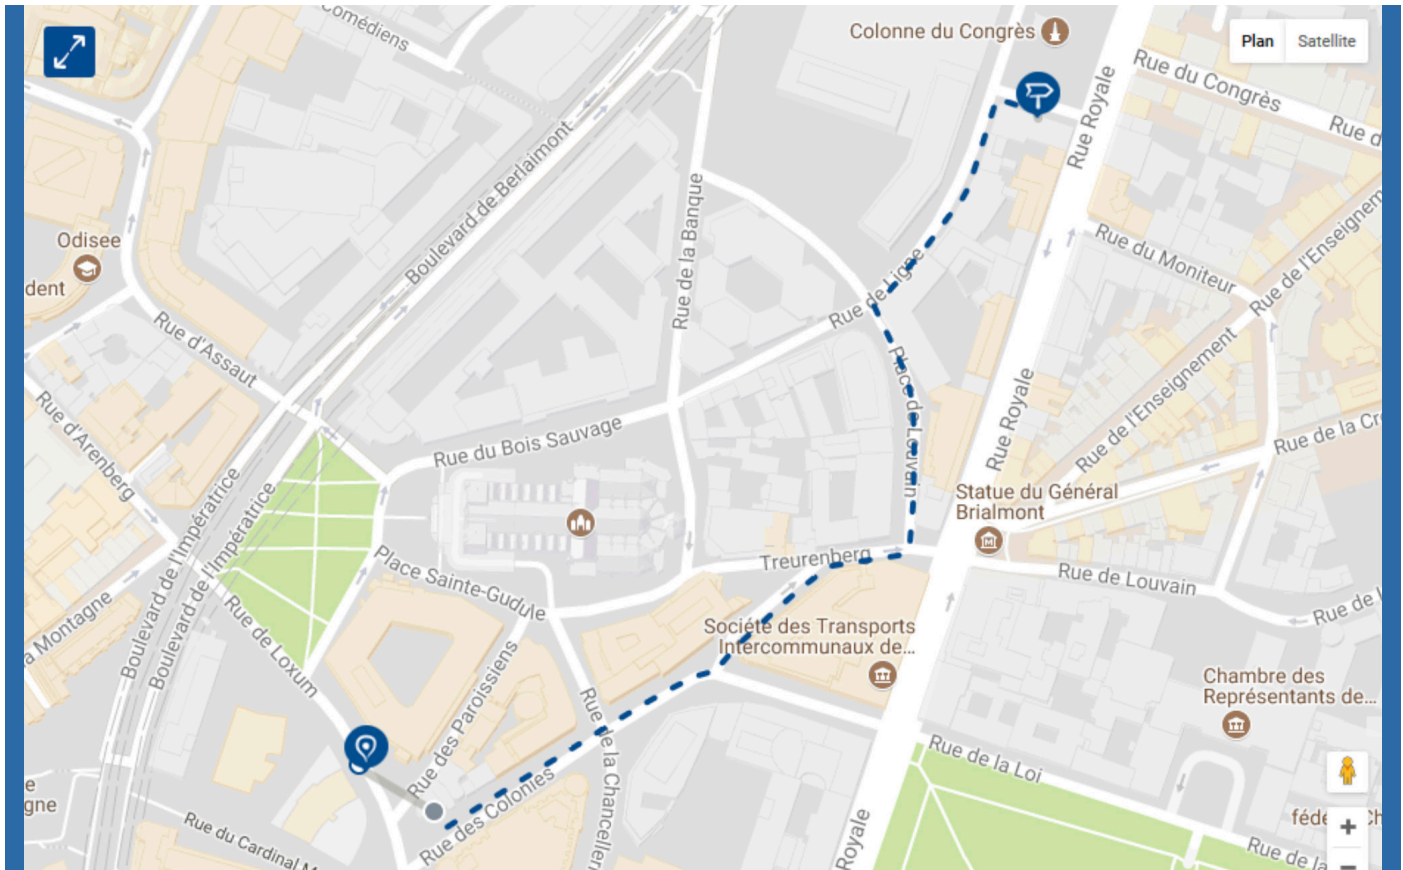 Comédiens
Colonne du Congrès
Plan
Satellite
Rue du Congrès
Rue d
Rue Royale
Boulevard de Berlaimont
Rue de la Banque
Odisee
dent
Rue de Ligne
Rue du Moniteur
Rue de l'Enseignem
Rue d'Assaut
Place de Louvain
Rue de l'Enseignement
Rue Royale
Rue d'Arenberg
Rue du Bois Sauvage
Rue de la Cr
Statue du Général
Brialmont
Boulevard de l'Impératrice
Boulevard de l'Impératrice
Place Sainte-Gudule
Treurenberg
Rue de Louvain
Rue de l
a Montagne
Rue de Loxum
Société des Transports
Intercommunaux de...
Rue des Paroissiens
Chambre des
Représentants de...
Rue de la Chanceller
Rue de la Loi
e
gne
Rue des Colonies
Rue du Cardinal M
Royale
fédé
Ch
Rue de la